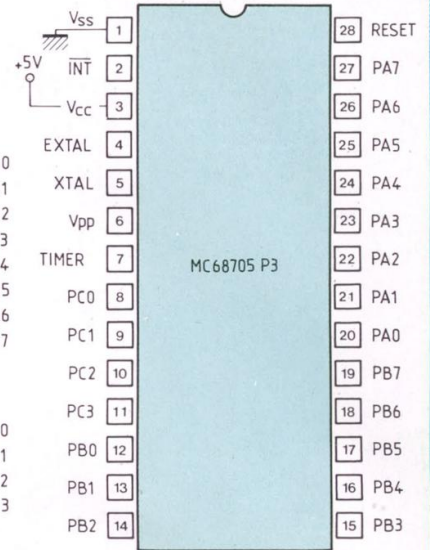 Vss 1
+5V
INT 2
Vcc 3
EXTAL 4
XTAL 5
Vpp 6
TIMER 7
PC0 8
PC1 9
PC2 10
PC3 11
PB0 12
PB1 13
PB2 14
0
1
2
3
4
5
6
7
0
1
2
3
MC68705 P3
28 RESET
27 PA7
26 PA6
25 PA5
24 PA4
23 PA3
22 PA2
21 PA1
20 PA0
19 PB7
18 PB6
17 PB5
16 PB4
15 PB3